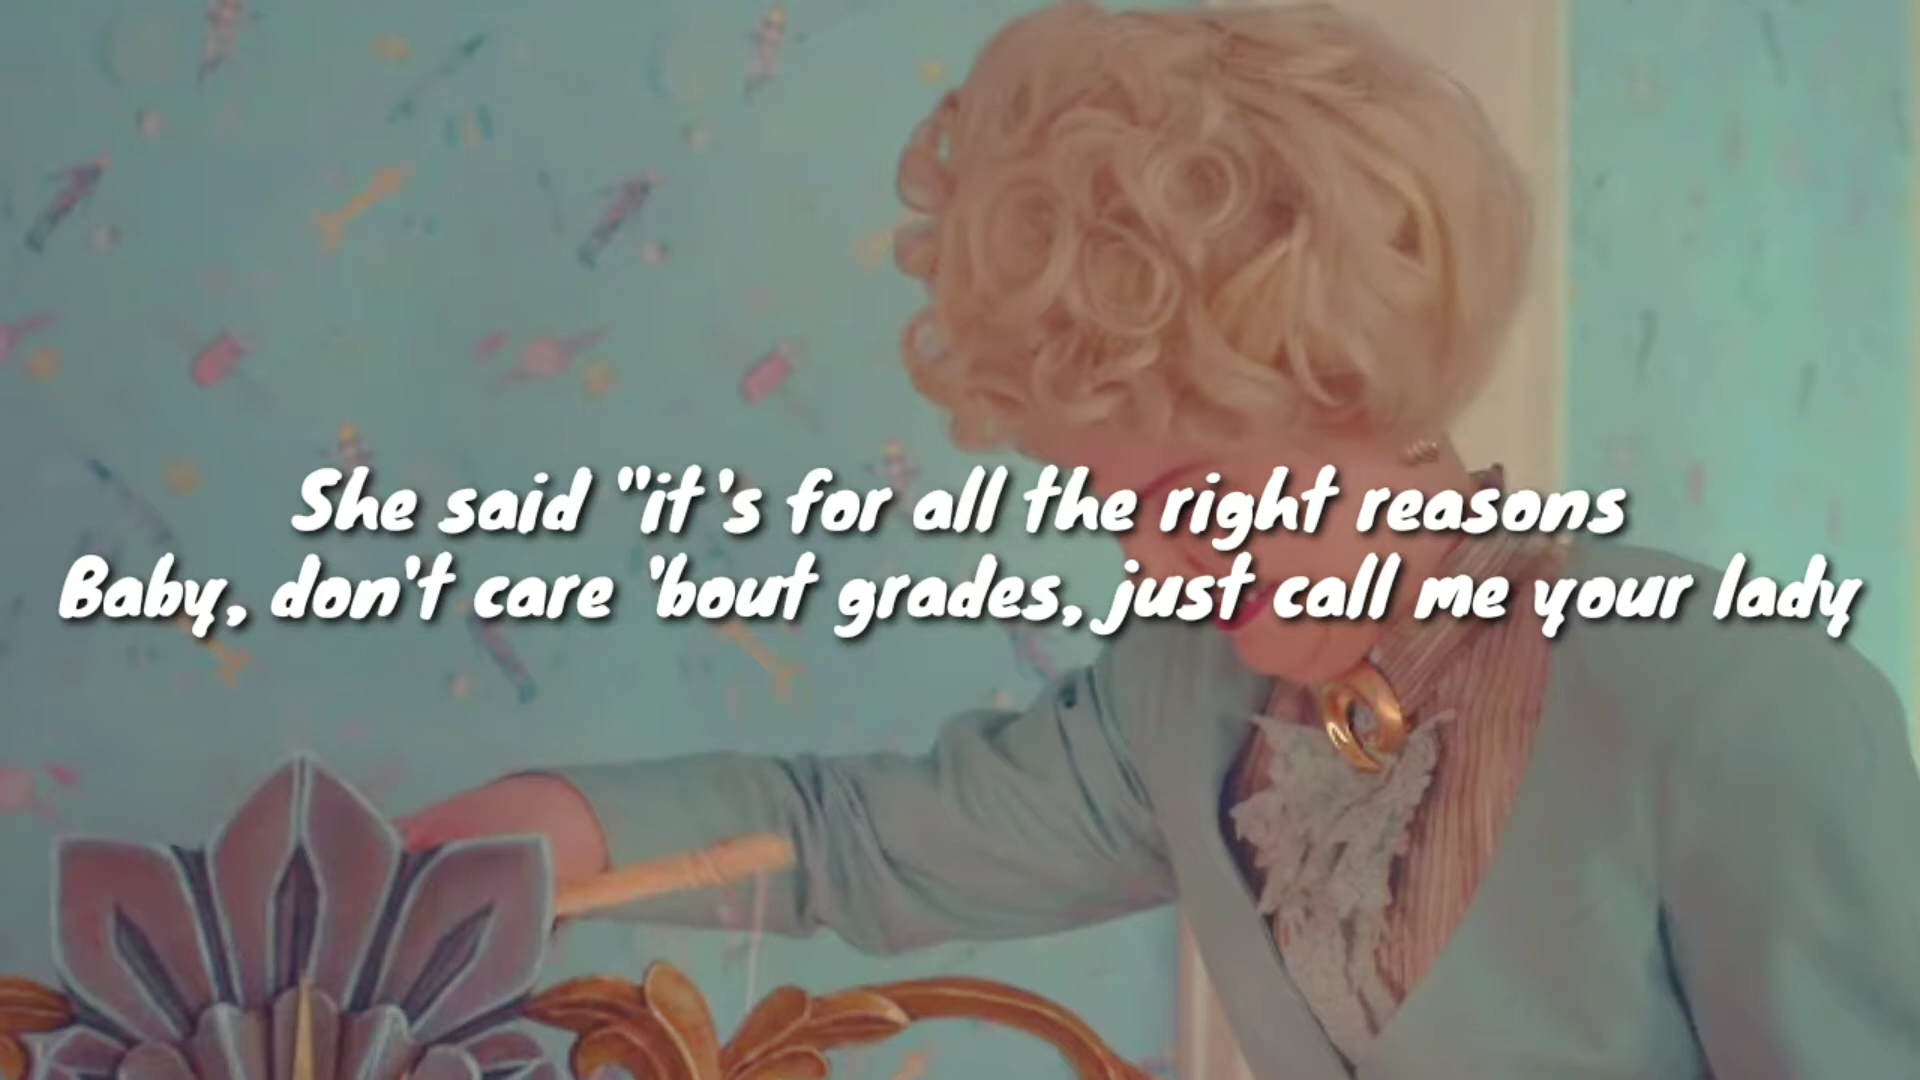 She said "it's for all the right reasons
Baby, don't care 'bout grades, just call me your lady